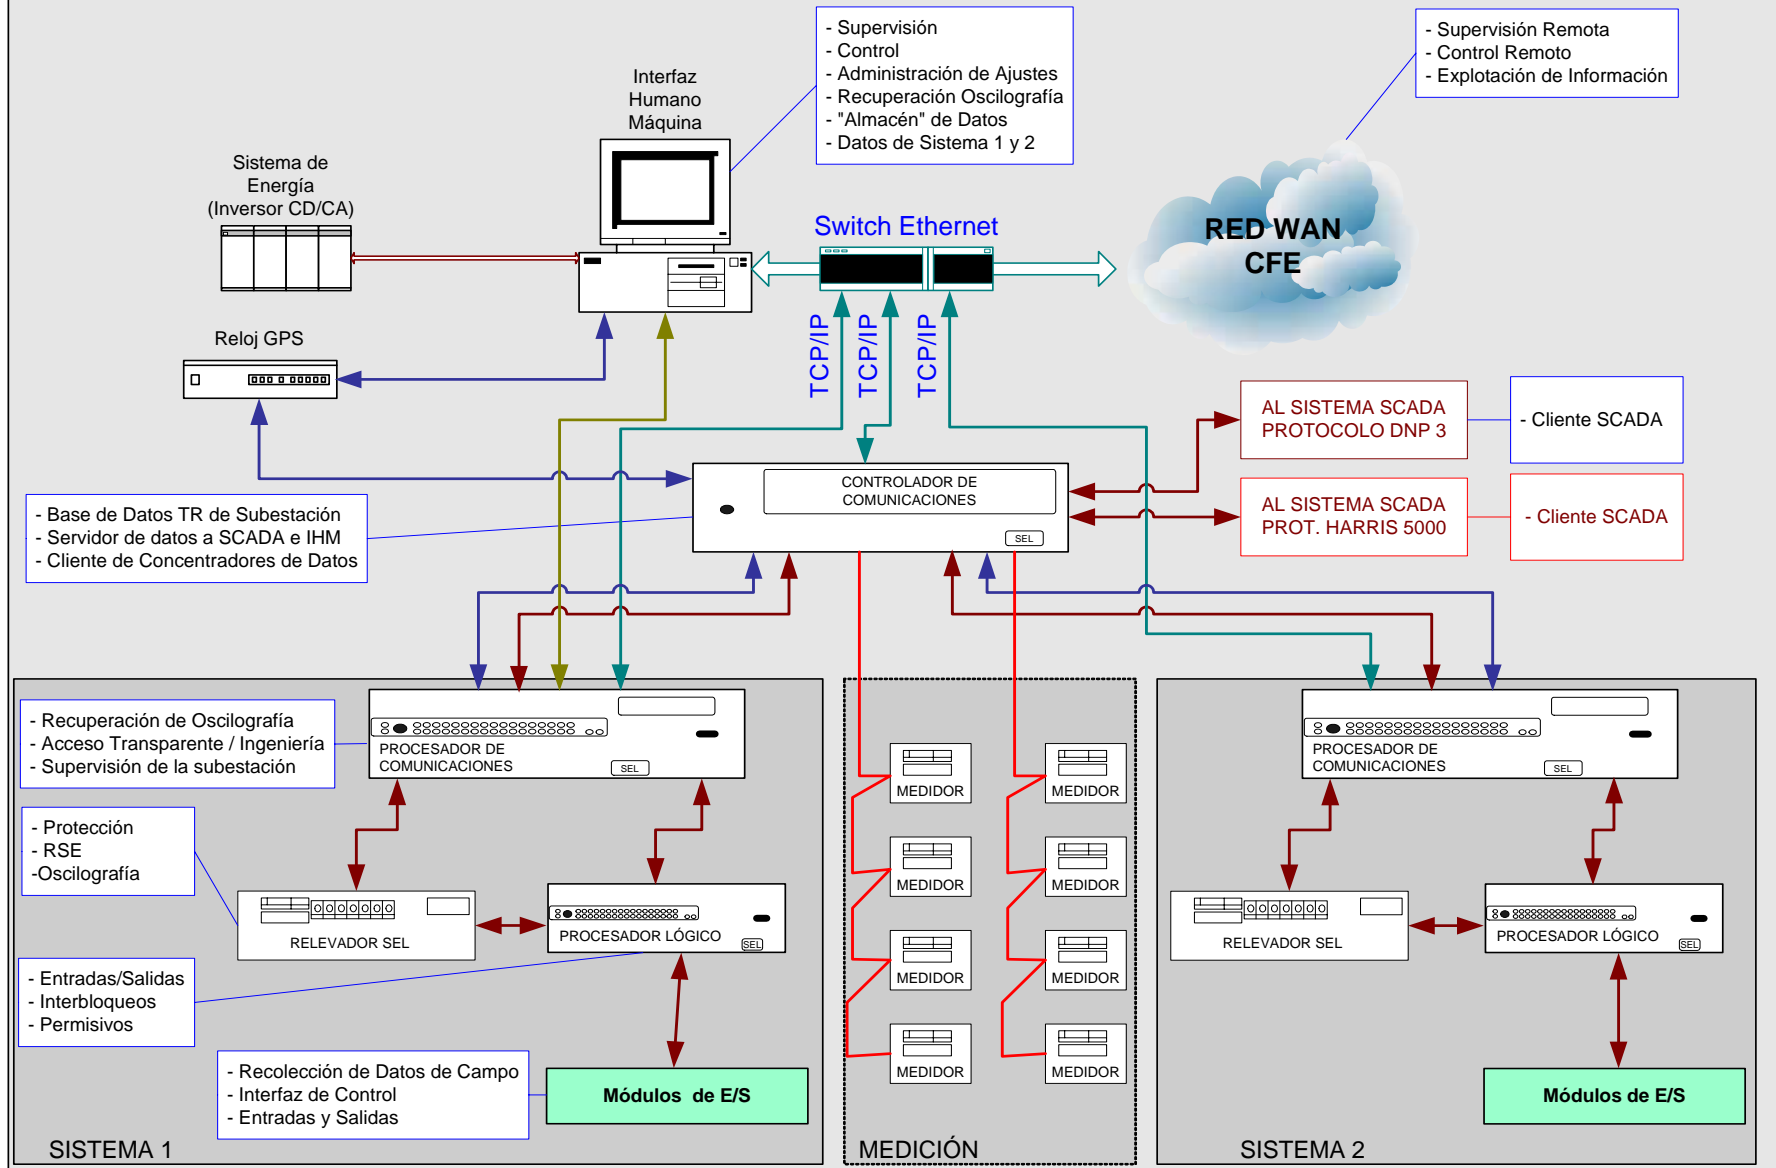 - Supervisión
- Control
- Administración de Ajustes
- Recuperación Oscilografía
- "Almacén" de Datos
- Datos de Sistema 1 y 2
- Supervisión Remota
- Control Remoto
- Explotación de Información
Interfaz
Humano
Máquina
Sistema de
Energía
(Inversor CD/CA)
Switch Ethernet
RED WAN
CFE
Reloj GPS
TCP/IP
TCP/IP
TCP/IP
AL SISTEMA SCADA
PROTOCOLO DNP 3
- Cliente SCADA
CONTROLADOR DE
COMUNICACIONES
SEL
AL SISTEMA SCADA
PROT. HARRIS 5000
- Cliente SCADA
- Base de Datos TR de Subestación
- Servidor de datos a SCADA e IHM
- Cliente de Concentradores de Datos
- Recuperación de Oscilografía
- Acceso Transparente / Ingeniería
- Supervisión de la subestación
PROCESADOR DE
COMUNICACIONES
SEL
- Protección
- RSE
-Oscilografía
RELEVADOR SEL
PROCESADOR LÓGICO
SEL
- Entradas/Salidas
- Interbloqueos
- Permisivos
- Recolección de Datos de Campo
- Interfaz de Control
- Entradas y Salidas
Módulos de E/S
SISTEMA 1
MEDIDOR
MEDIDOR
MEDIDOR
MEDIDOR
MEDIDOR
MEDIDOR
MEDIDOR
MEDIDOR
MEDICIÓN
PROCESADOR DE
COMUNICACIONES
SEL
RELEVADOR SEL
PROCESADOR LÓGICO
SEL
Módulos de E/S
SISTEMA 2